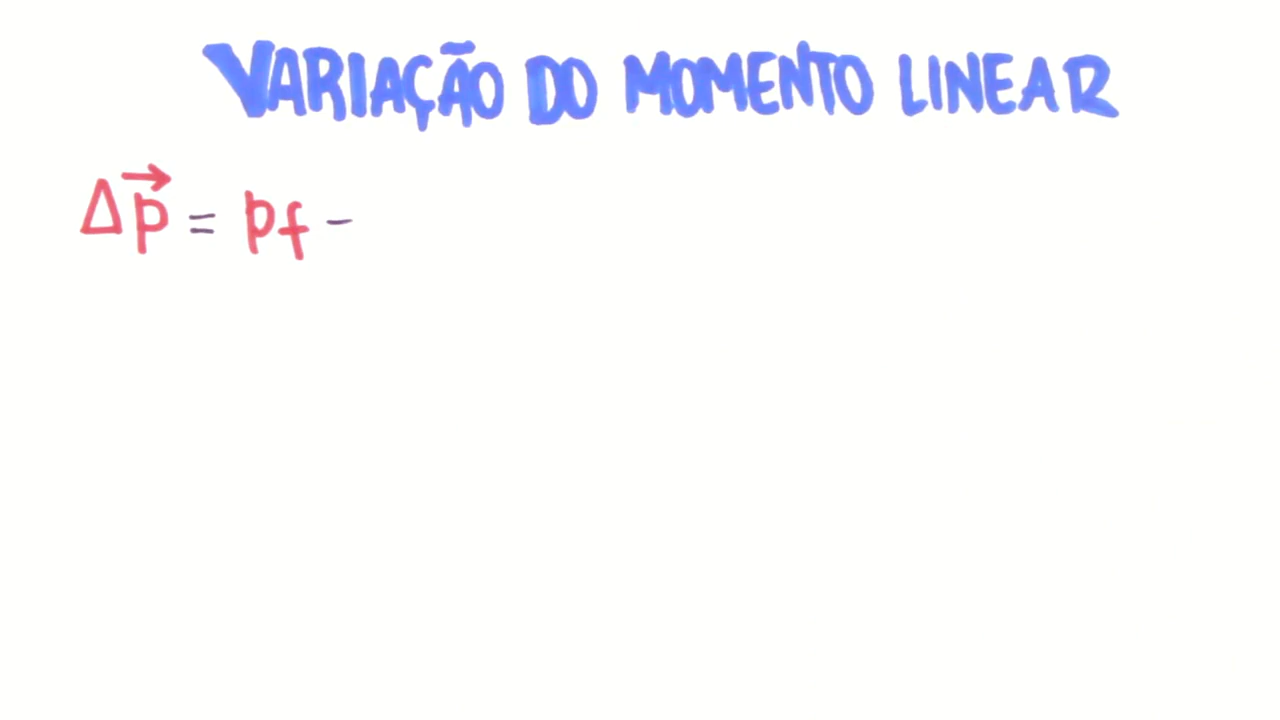 VARIAÇÃO DO MOMENTO LINEAR
Δp⃗ = pf -